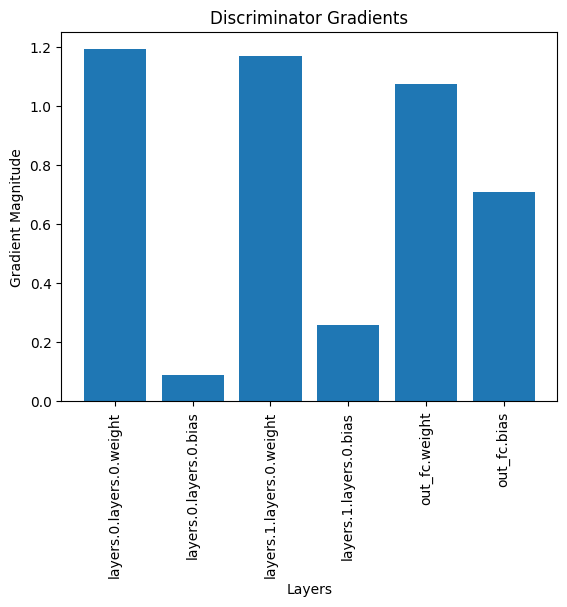 Discriminator Gradients
Gradient Magnitude
1.2
1.0
0.8
0.6
0.4
0.2
0.0
layers.0.layers.0.weight
layers.0.layers.0.bias
layers.1.layers.0.weight
layers.1.layers.0.bias
out_fc.weight
out_fc.bias
Layers